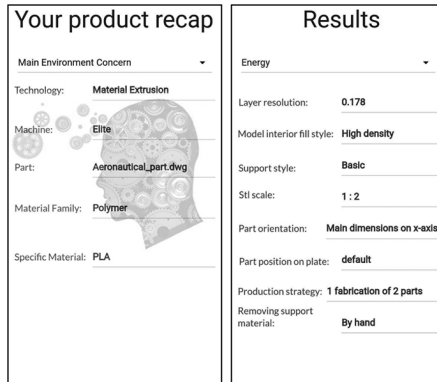 Your product recap
Main Environment Concern
Technology: Material Extrusion
Machine: Elite
Part: Aeronautical_part.dwg
Material Family: Polymer
Specific Material: PLA
Results
Energy
Layer resolution: 0.178
Model interior fill style: High density
Support style: Basic
Stl scale: 1 : 2
Part orientation: Main dimensions on x-axis
Part position on plate: default
Production strategy: 1 fabrication of 2 parts
Removing support
material: By hand